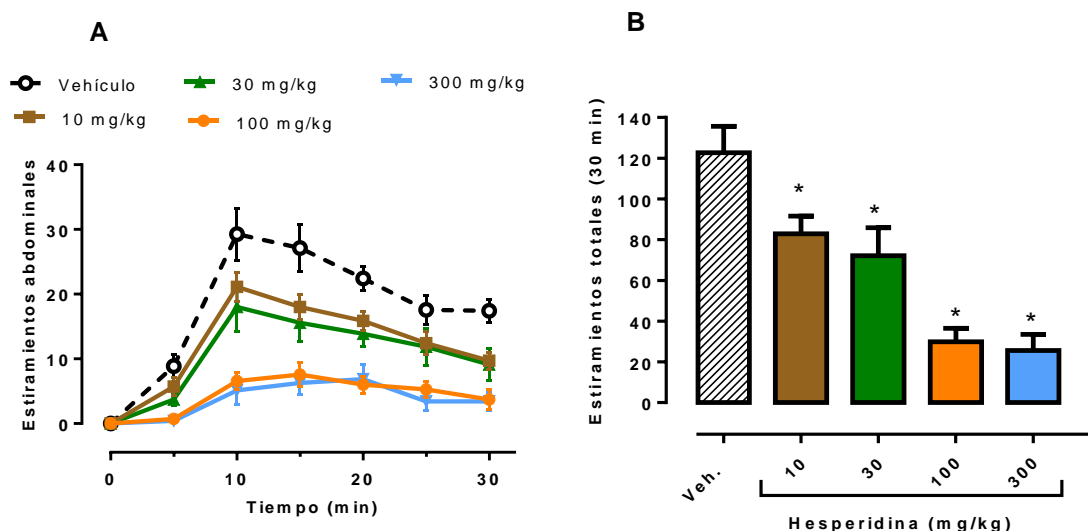 A
Vehículo
30 mg/kg
300 mg/kg
10 mg/kg
100 mg/kg
Estiramientos abdominales
40
30
20
10
0
0
10
20
30
Tiempo (min)
B
Estiramientos totales (30 min)
140
120
100
80
60
40
20
0
*
*
*
*
Veh.
10
30
100
300
Hesperidina (mg/kg)